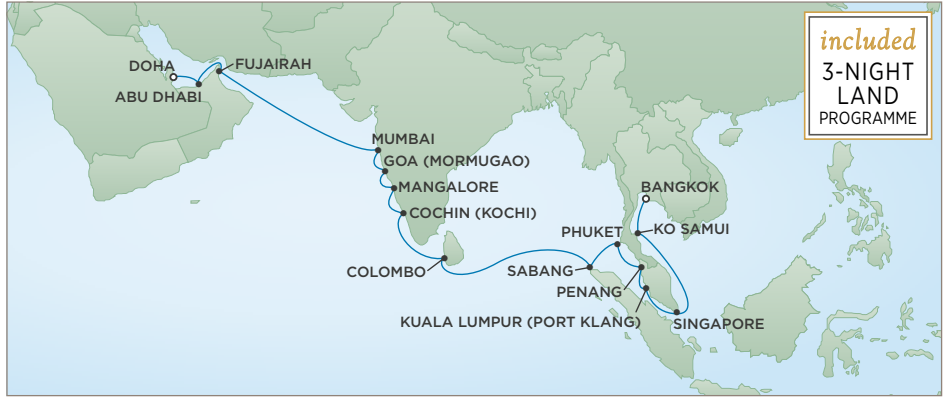 included
3-NIGHT
LAND
PROGRAMME
DOHA
FUJAIRAH
ABU DHABI
MUMBAI
GOA (MORMUGAO)
MANGALORE
COCHIN (KOCHI)
COLOMBO
BANGKOK
KO SAMUI
PHUKET
SABANG
PENANG
KUALA LUMPUR (PORT KLANG)
SINGAPORE